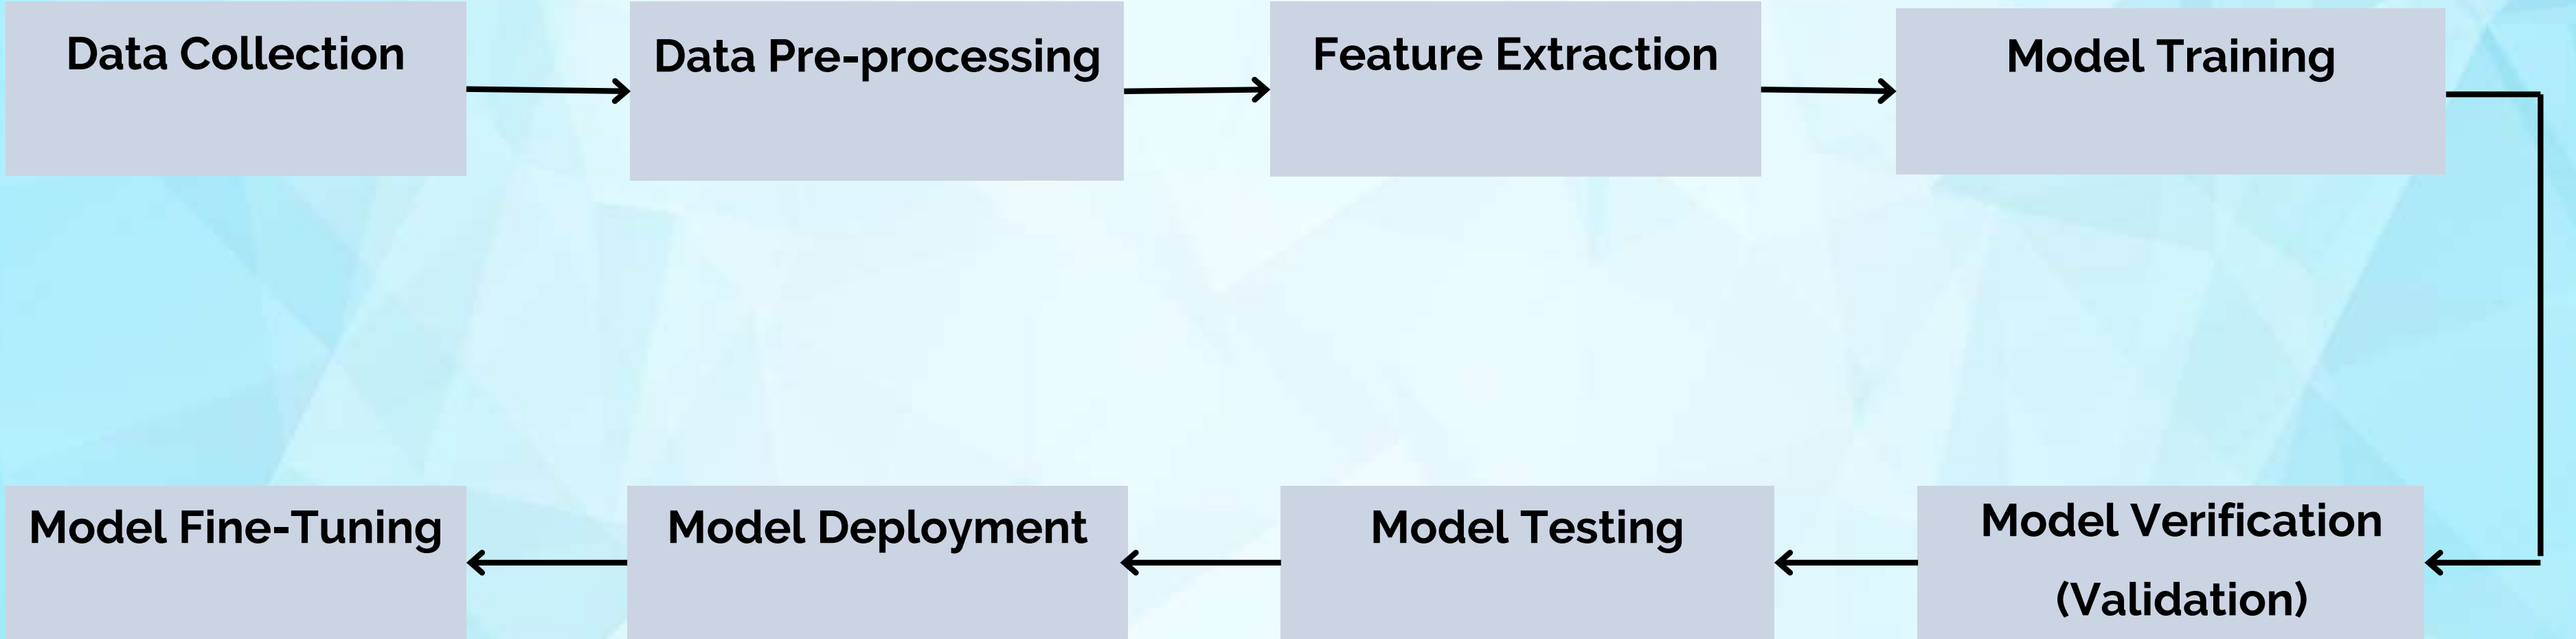 Data Collection
Data Pre-processing
Feature Extraction
Model Training
Model Verification
(Validation)
Model Testing
Model Deployment
Model Fine-Tuning